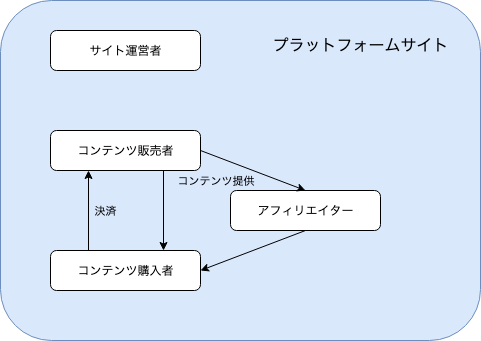 プラットフォームサイト
サイト運営者
コンテンツ販売者
コンテンツ提供
決済
アフィリエイター
コンテンツ購入者